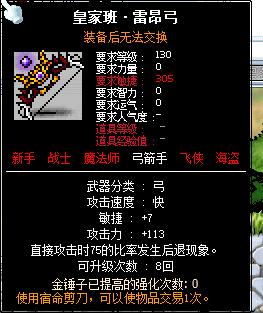 皇家班·雷昂弓
装备后无法交换
要求等级： 130
要求力量： 0
要求敏捷： 305
要求智力： 0
要求运气： 0
要求人气度： -
道具等级： -
道具经验值： -
新手 战士 魔法师 弓箭手 飞侠 海盗
武器分类 : 弓
攻击速度 : 快
敏捷 : +7
攻击力 : +113
直接攻击时75的比率发生后退现象。
可升级次数 : 8回
金锤子已提高的强化次数: 0
使用宿命剪刀，可以使物品交易1次。